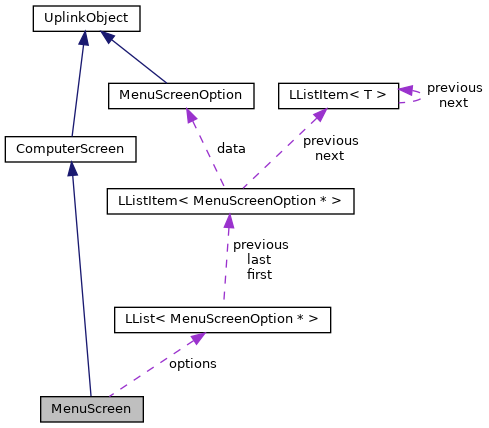 UplinkObject
MenuScreenOption
LListItem< T >
previous
next
ComputerScreen
data
previous
next
LListItem< MenuScreenOption * >
previous
last
first
LList< MenuScreenOption * >
options
MenuScreen